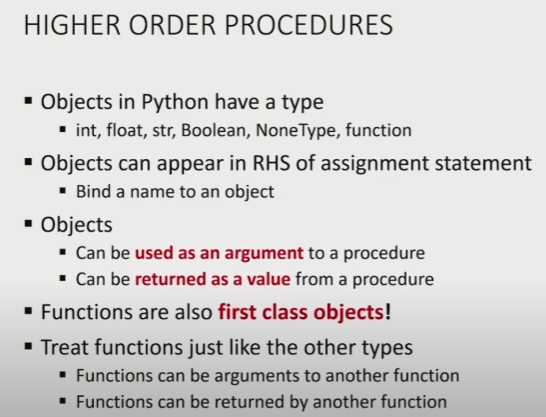 HIGHER ORDER PROCEDURES
▪ Objects in Python have a type
▪ int, float, str, Boolean, NoneType, function
▪ Objects can appear in RHS of assignment statement
▪ Bind a name to an object
▪ Objects
▪ Can be used as an argument to a procedure
▪ Can be returned as a value from a procedure
▪ Functions are also first class objects!
▪ Treat functions just like the other types
▪ Functions can be arguments to another function
▪ Functions can be returned by another function